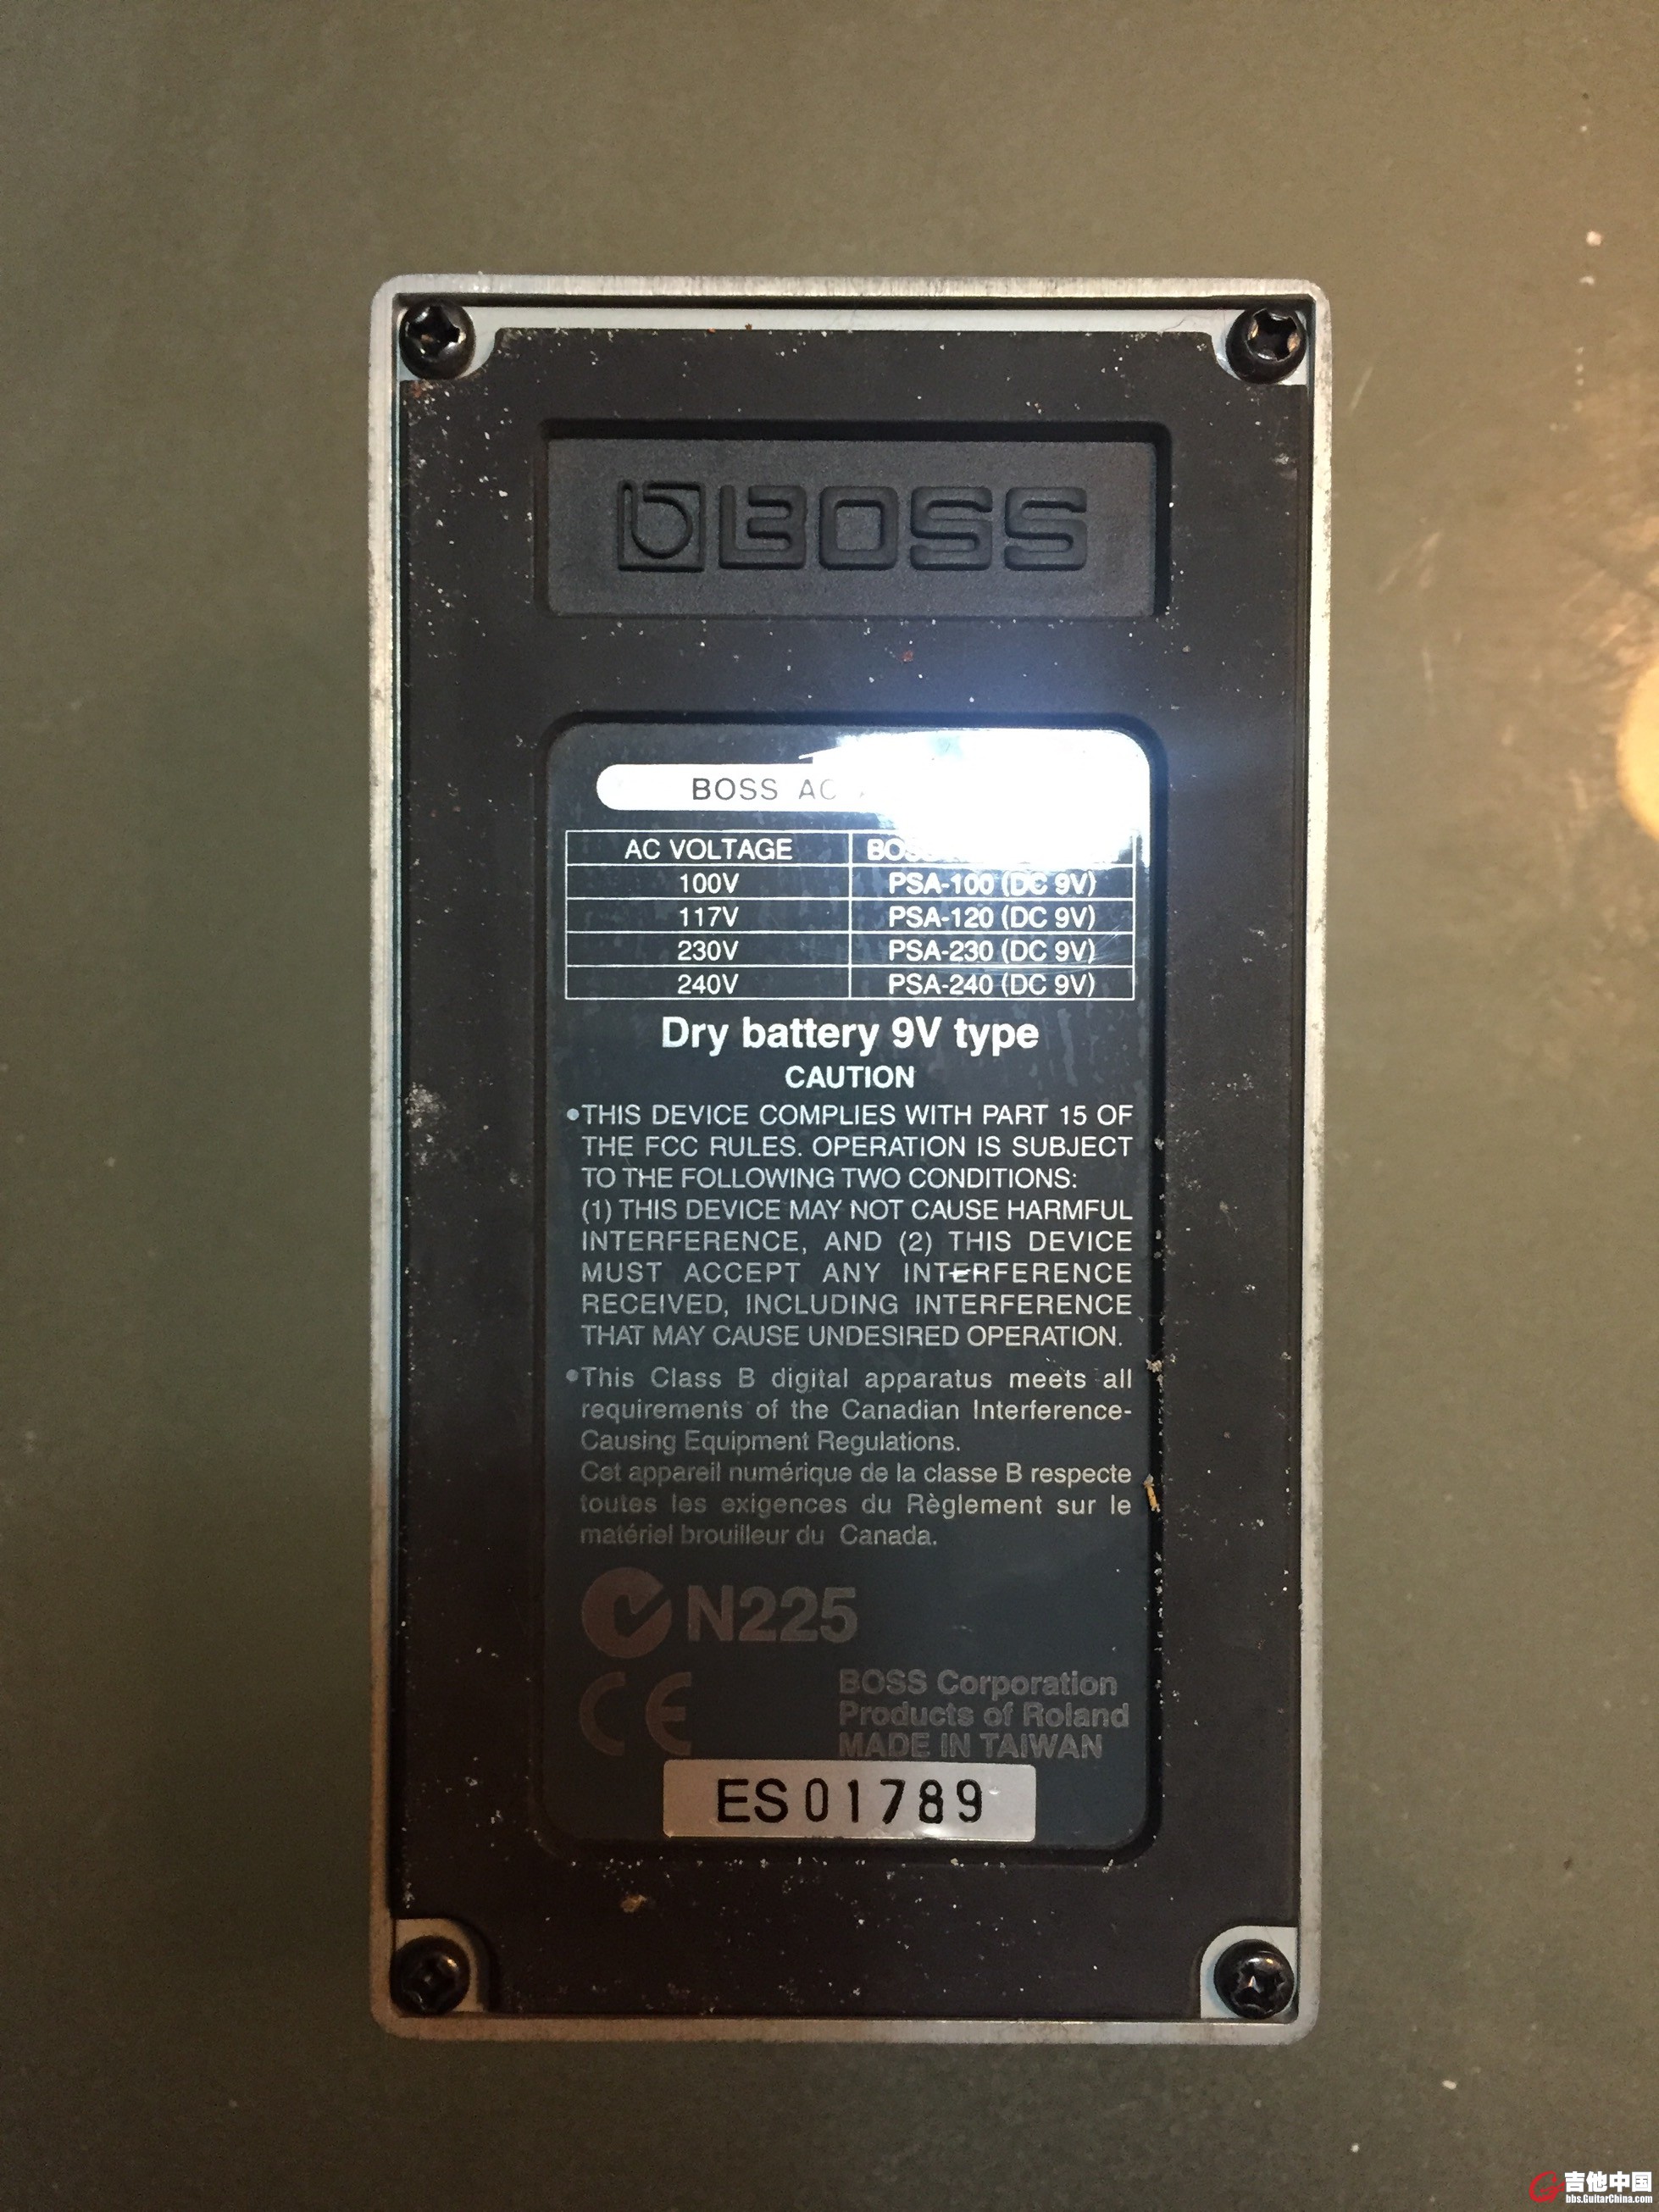 BOSS
BOSS AC
AC VOLTAGE
100V PSA-100 (DC 9V)
117V PSA-120 (DC 9V)
230V PSA-230 (DC 9V)
240V PSA-240 (DC 9V)
Dry battery 9V type
CAUTION
•THIS DEVICE COMPLIES WITH PART 15 OF
THE FCC RULES. OPERATION IS SUBJECT
TO THE FOLLOWING TWO CONDITIONS:
(1) THIS DEVICE MAY NOT CAUSE HARMFUL
INTERFERENCE, AND (2) THIS DEVICE
MUST ACCEPT ANY INTERFERENCE
RECEIVED, INCLUDING INTERFERENCE
THAT MAY CAUSE UNDESIRED OPERATION.
•This Class B digital apparatus meets all
requirements of the Canadian Interference-
Causing Equipment Regulations.
Cet appareil numérique de la classe B respecte
toutes les exigences du Règlement sur le
matériel brouilleur du Canada.
N225
CE
BOSS Corporation
Products of Roland
MADE IN TAIWAN
ES01789
吉他中国
bbs.GuitarChina.com